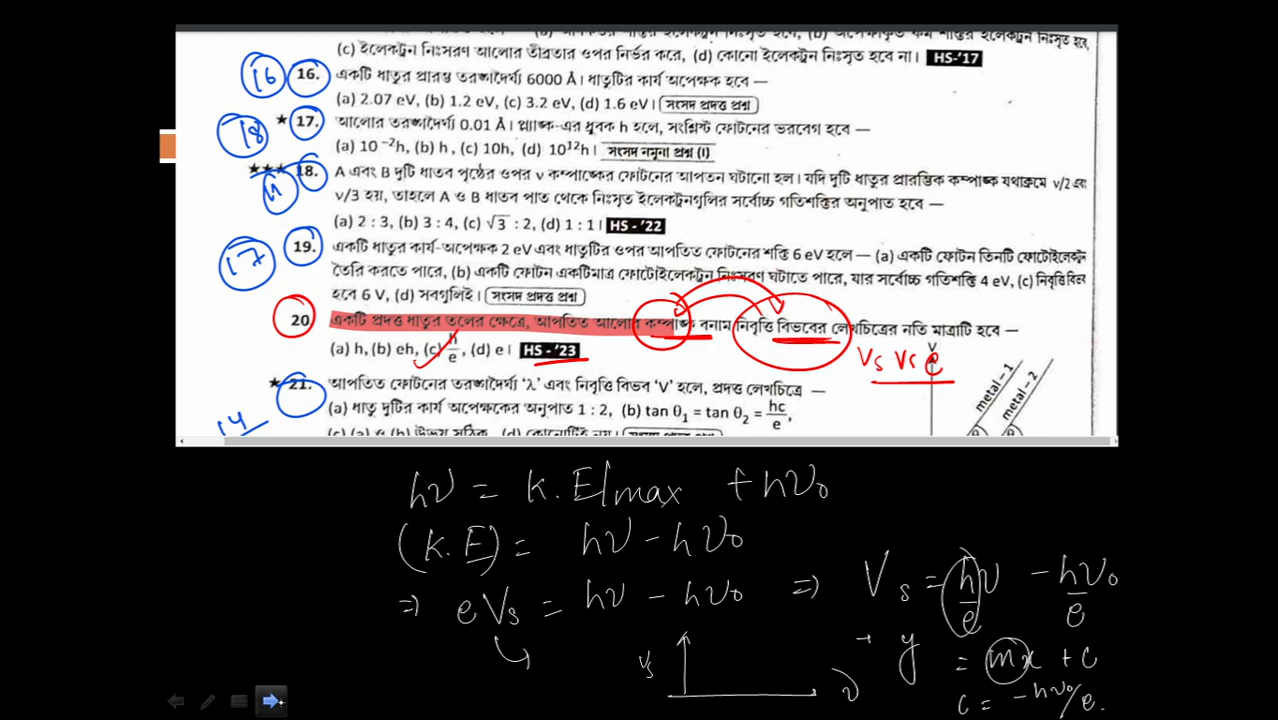 (c) ইলেকট্রন নিঃসরণ আলোর তীব্রতার ওপর নির্ভর করে, (d) কোনো ইলেকট্রন নিঃসৃত হবে না। HS-'17
16 16. একটি ধাতুর প্রারম্ভ তরঙ্গদৈর্ঘ্য 6000 Å। ধাতুটির কার্য অপেক্ষক হবে —
(a) 2.07 eV, (b) 1.2 eV, (c) 3.2 eV, (d) 1.6 eV। সংসদ প্রদত্ত প্রশ্ন
18 ★ 17. আলোর তরঙ্গদৈর্ঘ্য 0.01 Å। প্ল্যাঙ্ক-এর ধ্রুবক h হলে, সংশ্লিষ্ট ফোটনের ভরবেগ হবে —
(a) 10⁻²h, (b) h, (c) 10h, (d) 10¹²h। সংসদ নমুনা প্রশ্ন (I)
★★★ 18. A এবং B দুটি ধাতব পৃষ্ঠের ওপর ν কম্পাঙ্কের ফোটনের আপতন ঘটানো হল। যদি দুটি ধাতুর প্রারম্ভিক কম্পাঙ্ক যথাক্রমে ν/2 এবং
ν/3 হয়, তাহলে A ও B ধাতব পাত থেকে নিঃসৃত ইলেকট্রনগুলির সর্বোচ্চ গতিশক্তির অনুপাত হবে —
(a) 2 : 3, (b) 3 : 4, (c) √3 : 2, (d) 1 : 1। HS - '22
17 19. একটি ধাতুর কার্য-অপেক্ষক 2 eV এবং ধাতুটির ওপর আপতিত ফোটনের শক্তি 6 eV হলে — (a) একটি ফোটন তিনটি ফোটোইলেকট্রন
তৈরি করতে পারে, (b) একটি ফোটন একটিমাত্র ফোটোইলেকট্রন নিঃসরণ ঘটাতে পারে, যার সর্বোচ্চ গতিশক্তি 4 eV, (c) নিবৃত্তি বিভব
হবে 6 V, (d) সবগুলিই। সংসদ প্রদত্ত প্রশ্ন
20 একটি প্রদত্ত ধাতুর তলের ক্ষেত্রে, আপতিত আলোর কম্পাঙ্ক বনাম নিবৃত্তি বিভবের লেখচিত্রের নতি মাত্রাটি হবে —
(a) h, (b) eh, (c) h/e, (d) e। HS - '23
Vs Vs e
V
★ 21. আপতিত ফোটনের তরঙ্গদৈর্ঘ্য 'λ' এবং নিবৃত্তি বিভব 'V' হলে, প্রদত্ত লেখচিত্রে —
(a) ধাতু দুটির কার্য অপেক্ষকের অনুপাত 1 : 2, (b) tan θ₁ = tan θ₂ = hc/e,
metal-1
metal-2
14
hν = K.E|max + hν₀
(K.E) = hν - hν₀
⇒ eVs = hν - hν₀ ⇒ Vs = h/e ν - hν₀/e
Vs
ν
→ y = mx + c
c = -hν₀/e.